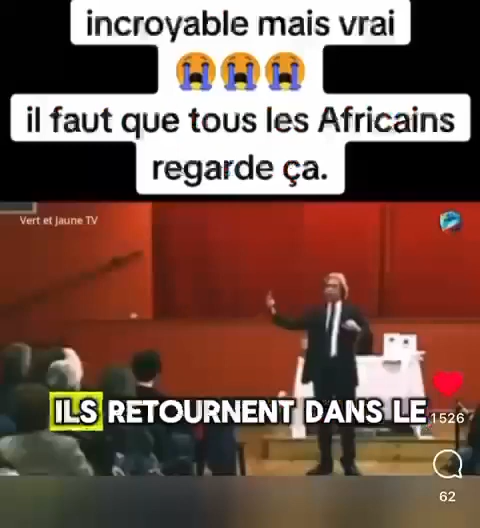 incroyable mais vrai
😭😭😭
il faut que tous les Africains
regarde ça.
Vert et Jaune TV
ILS RETOURNENT DANS LE
1526
62